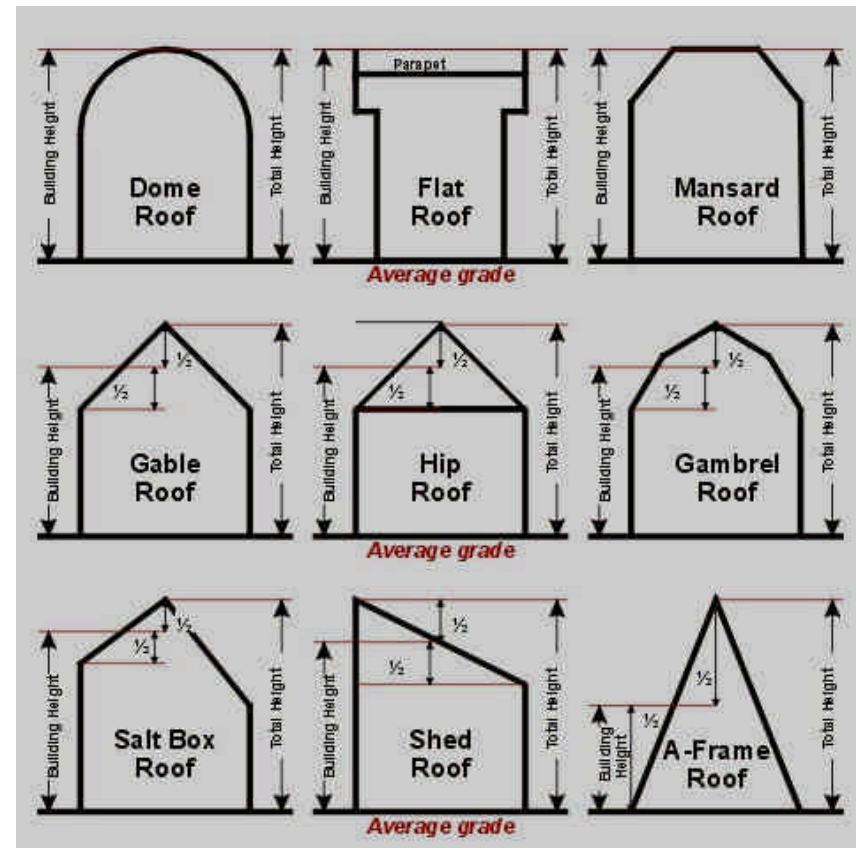 Building Height
Parapet
Dome
Roof
Total Height
Building Height
Flat
Roof
Total Height
Building Height
Mansard
Roof
Total Height
Average grade
½
½
Building Height
Gable
Roof
Total Height
½
½
Building Height
Hip
Roof
Total Height
½
½
Building Height
Gambrel
Roof
Total Height
Average grade
½
½
Building Height
Salt Box
Roof
Total Height
½
½
Building Height
Shed
Roof
Total Height
½
½
Building
Height
A-Frame
Roof
Total Height
Average grade